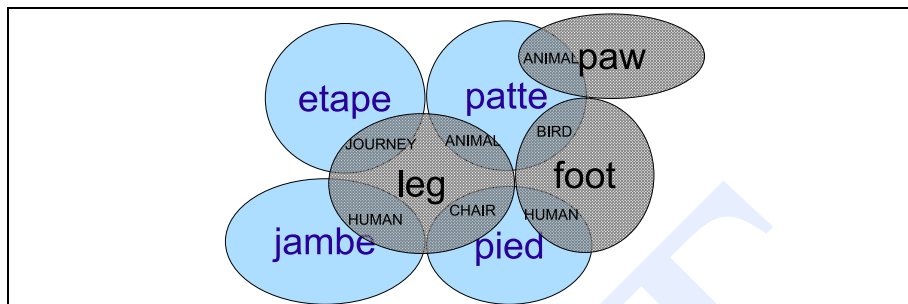 ANIMAL paw
etape patte
BIRD
JOURNEY ANIMAL
leg foot
HUMAN CHAIR HUMAN
jambe pied